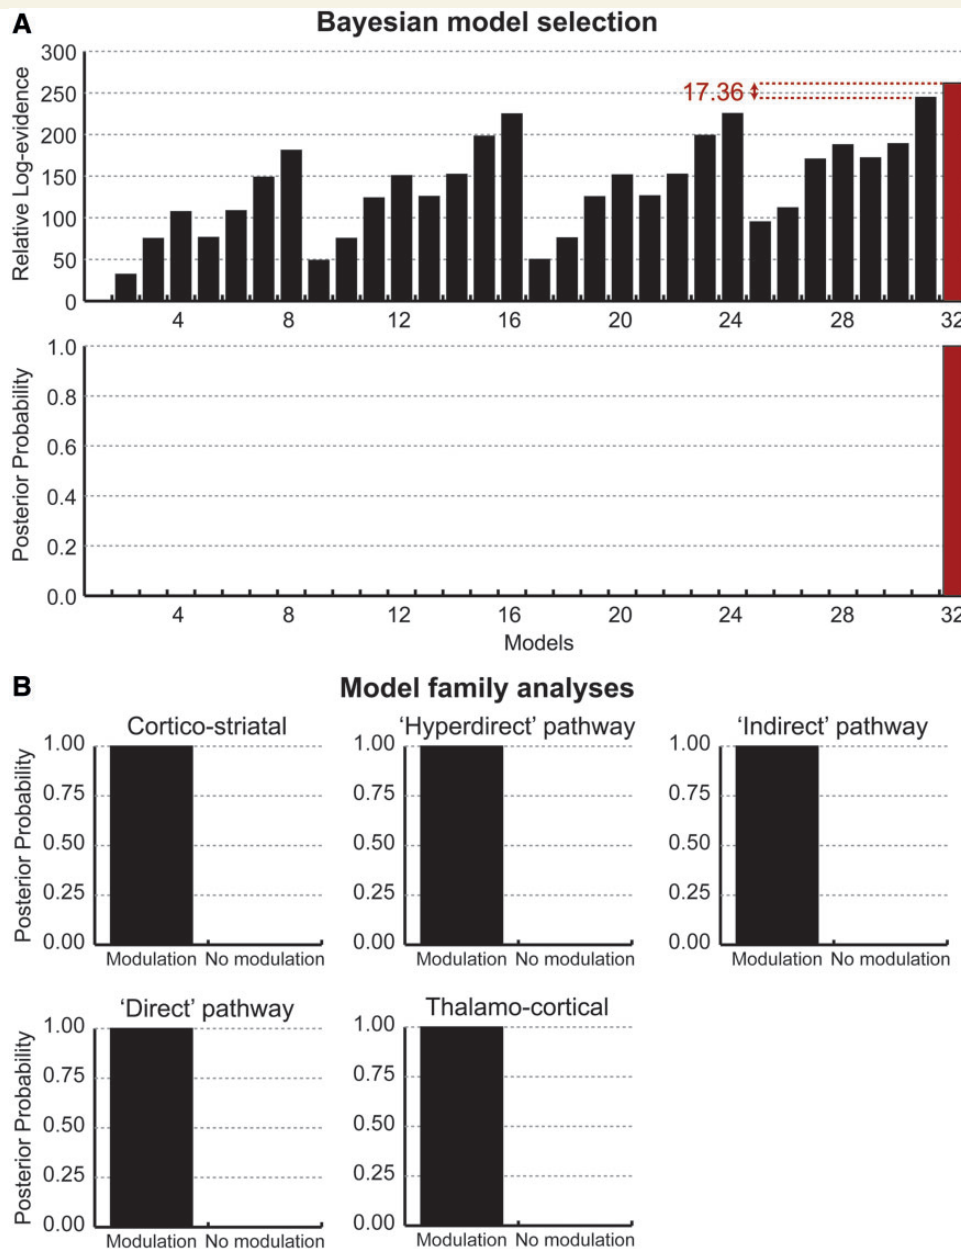 A
Bayesian model selection
Relative Log-evidence
300
250
200
150
100
50
0
17.36
4 8 12 16 20 24 28 32
Posterior Probability
1.0
0.8
0.6
0.4
0.2
0.0
4 8 12 16 20 24 28 32
Models
B
Model family analyses
Cortico-striatal
Posterior Probability
1.00
0.75
0.50
0.25
0.00
Modulation No modulation
‘Hyperdirect’ pathway
1.00
0.75
0.50
0.25
0.00
Modulation No modulation
‘Indirect’ pathway
1.00
0.75
0.50
0.25
0.00
Modulation No modulation
‘Direct’ pathway
Posterior Probability
1.00
0.75
0.50
0.25
0.00
Modulation No modulation
Thalamo-cortical
1.00
0.75
0.50
0.25
0.00
Modulation No modulation